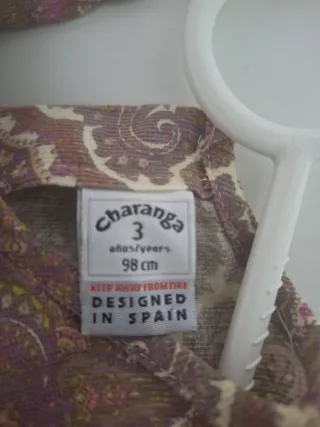 Charanga
3
años/years
98 cm
KEEP AWAY FROM FIRE
DESIGNED
IN SPAIN